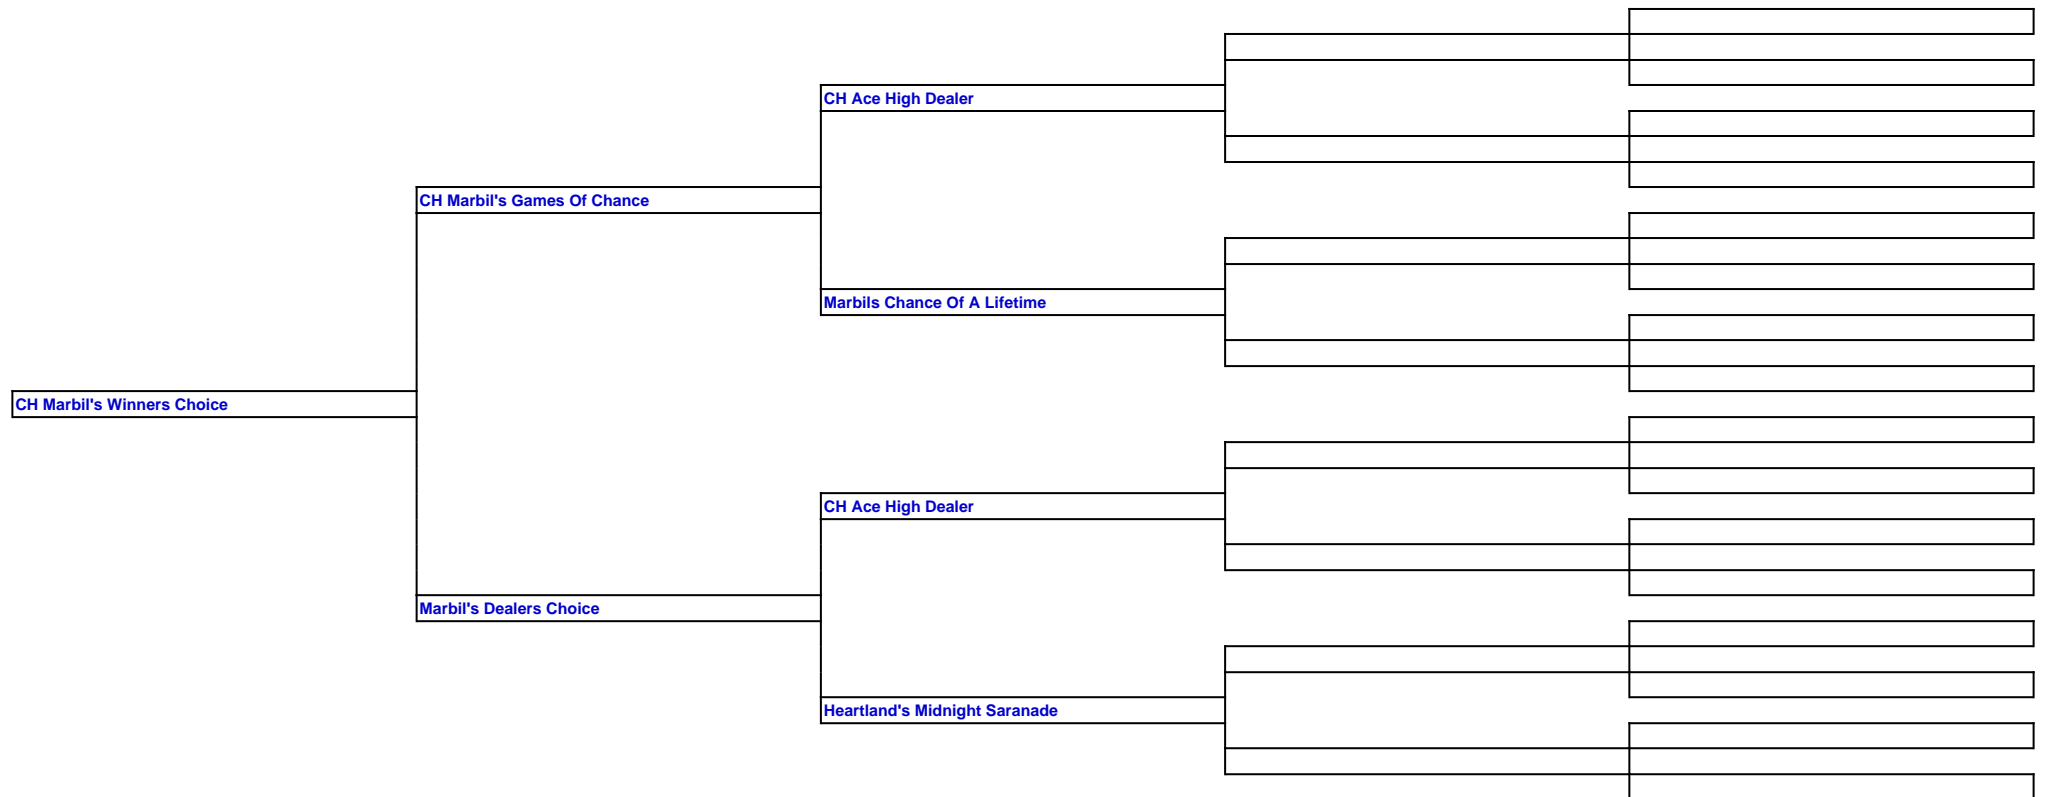 CH Ace High Dealer
CH Marbil's Games Of Chance
Marbils Chance Of A Lifetime
CH Marbil's Winners Choice
CH Ace High Dealer
Marbil's Dealers Choice
Heartland's Midnight Saranade